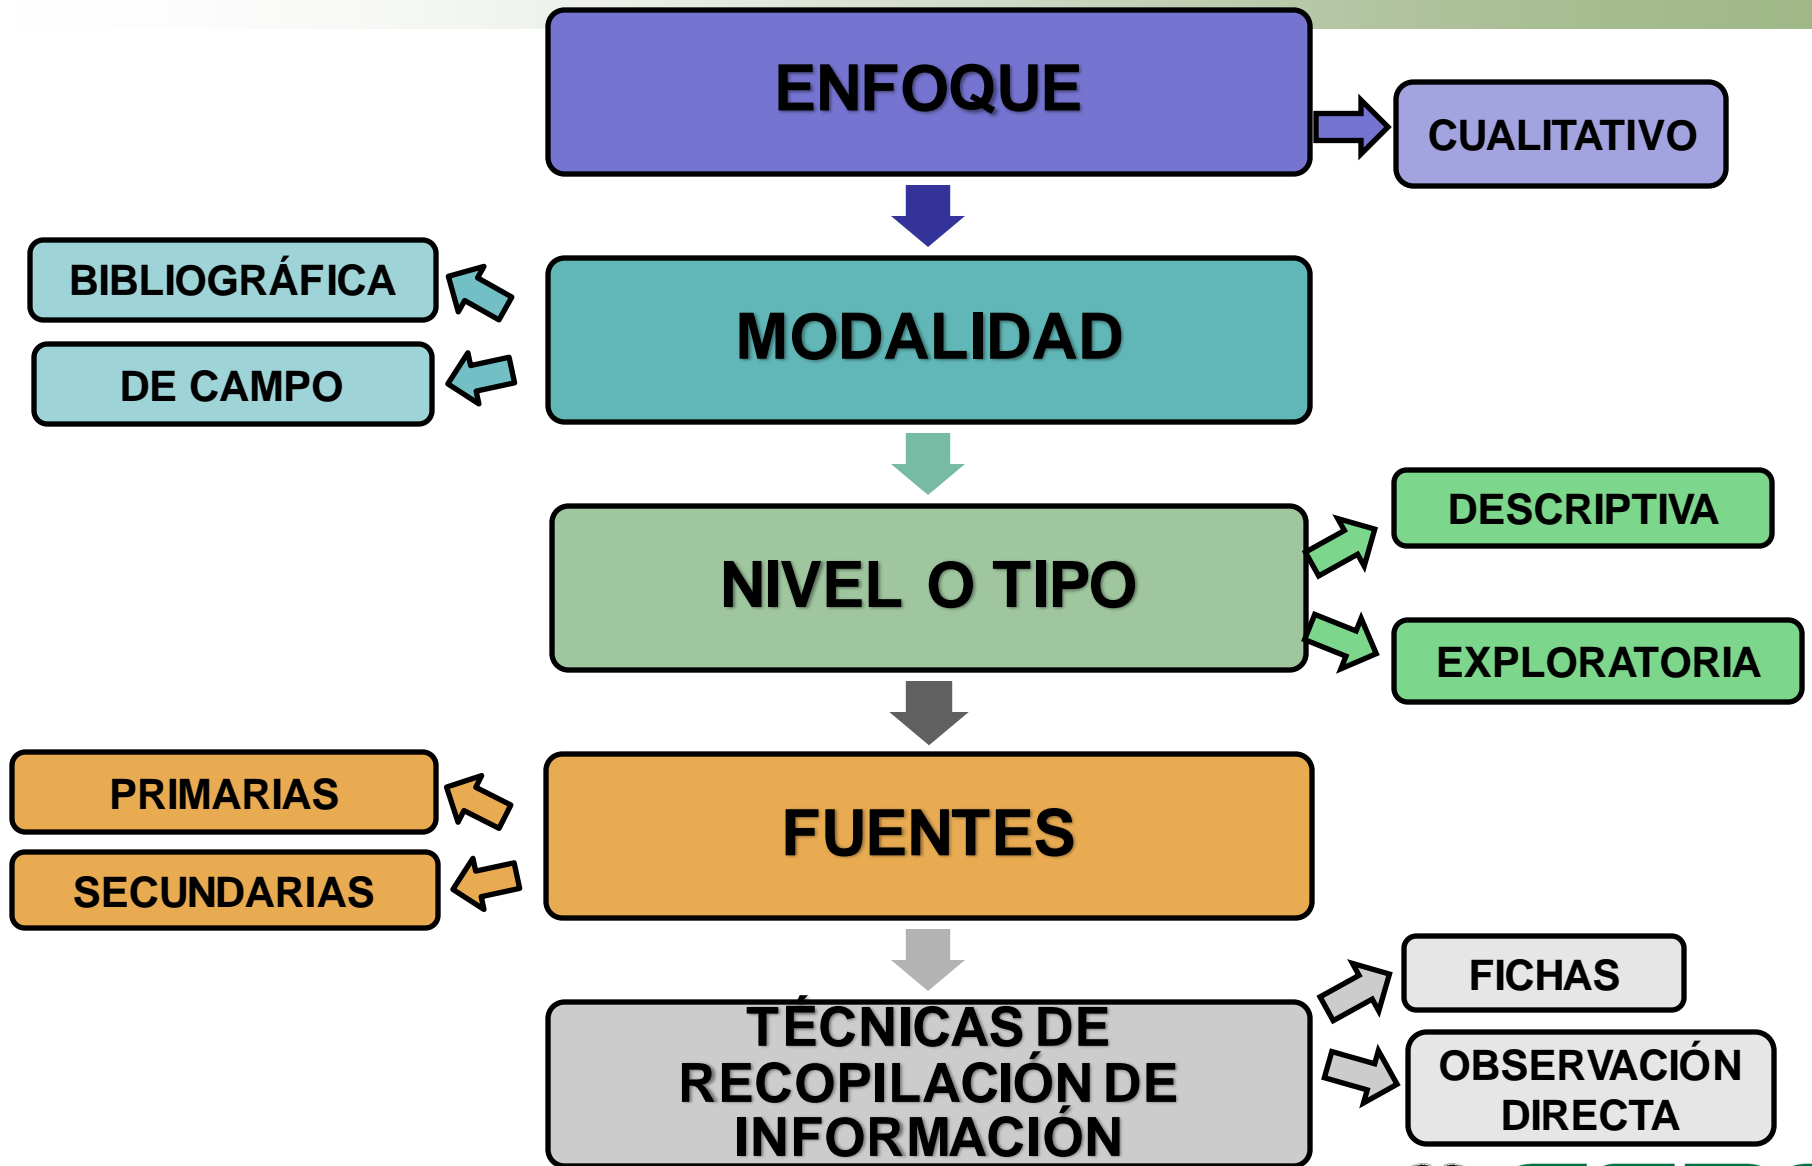 ENFOQUE
CUALITATIVO
BIBLIOGRÁFICA
DE CAMPO
MODALIDAD
NIVEL O TIPO
DESCRIPTIVA
EXPLORATORIA
PRIMARIAS
SECUNDARIAS
FUENTES
TÉCNICAS DE
RECOPILACIÓN DE
INFORMACIÓN
FICHAS
OBSERVACIÓN
DIRECTA